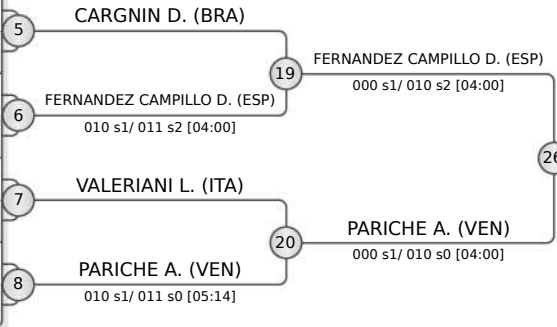 5
CARGNIN D. (BRA)
19
FERNANDEZ CAMPILLO D. (ESP)
000 s1/ 010 s2 [04:00]
6
FERNANDEZ CAMPILLO D. (ESP)
010 s1/ 011 s2 [04:00]
26
7
VALERIANI L. (ITA)
20
PARICHE A. (VEN)
000 s1/ 010 s0 [04:00]
8
PARICHE A. (VEN)
010 s1/ 011 s0 [05:14]